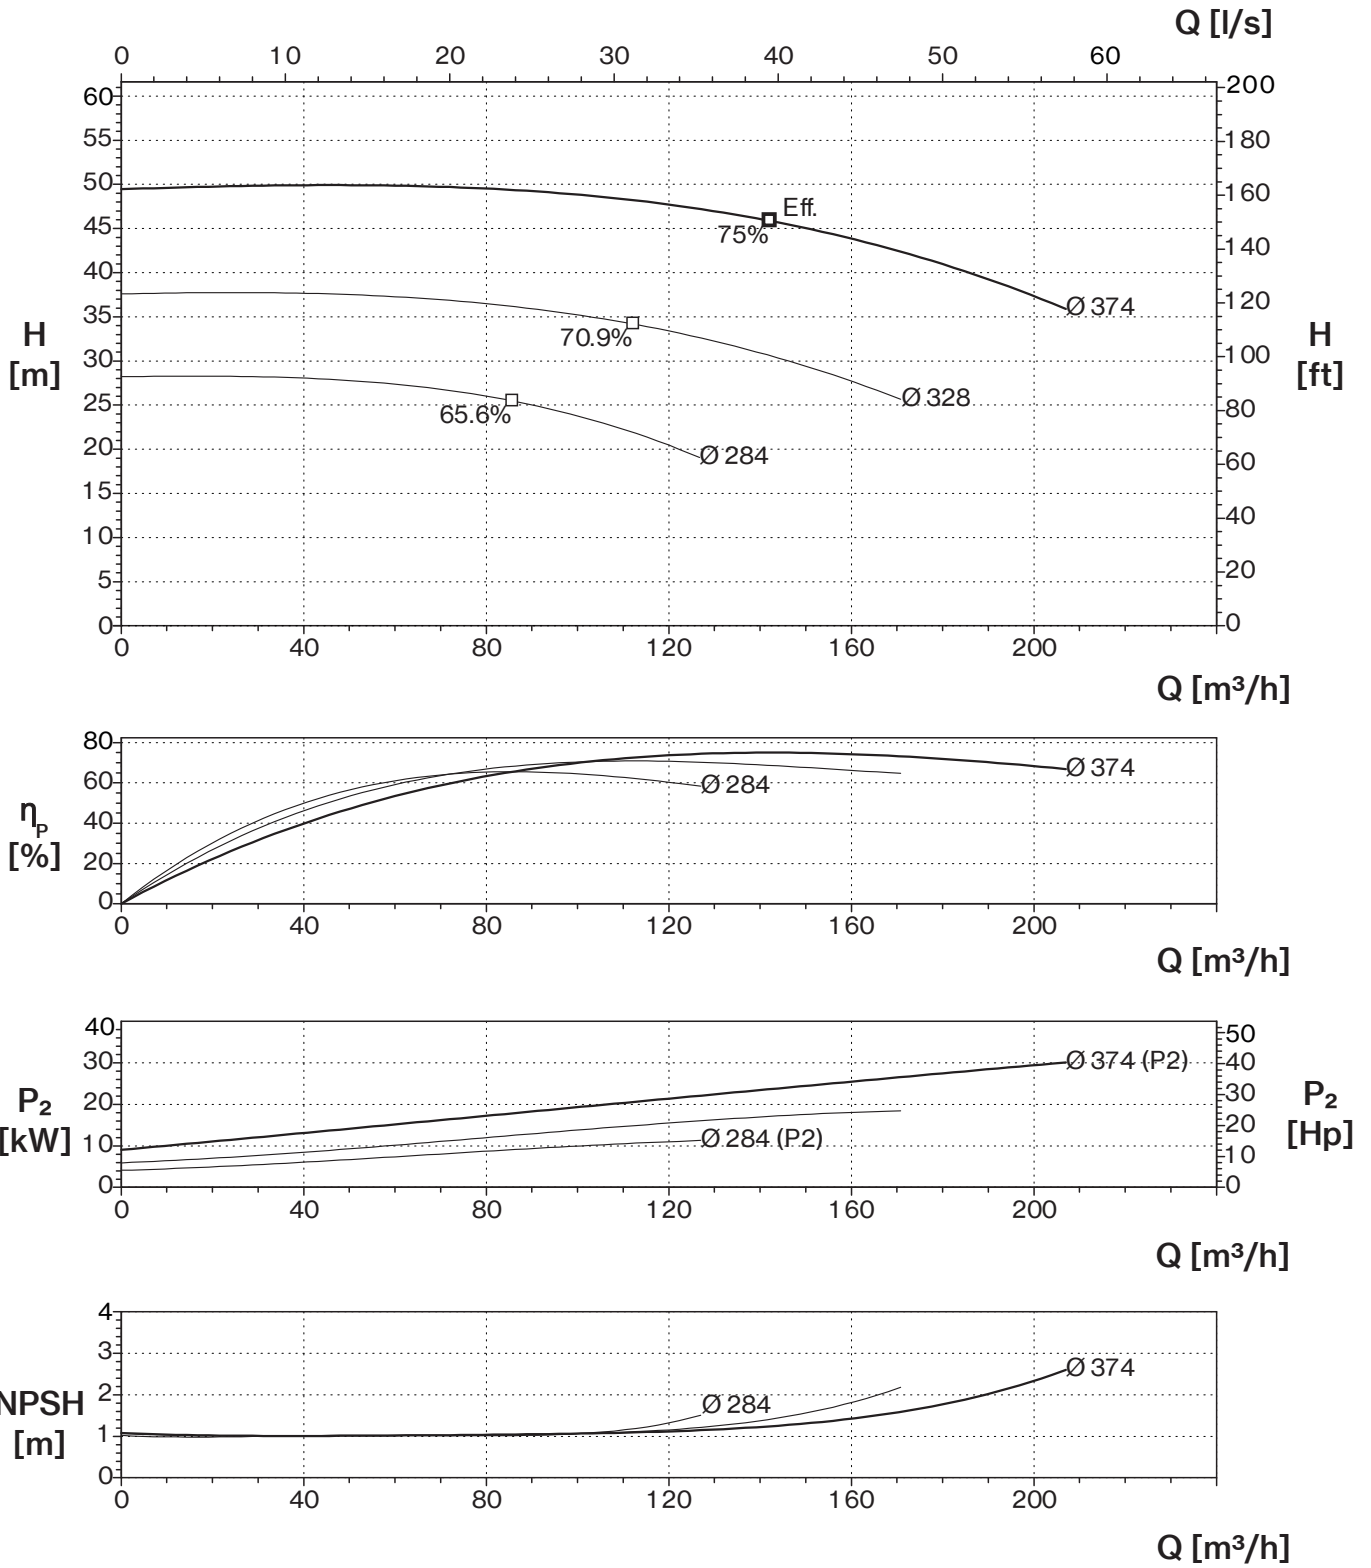 Q [l/s]
0 10 20 30 40 50 60
60 200
55 180
50 160
Eff.
45 75% 140
40
35 120
Ø 374
H H
70.9%
30 100
[m] [ft]
Ø 328
25 65.6% 80
20 Ø 284 60
15
10 40
5 20
0 0
0 40 80 120 160 200
Q [m³/h]
80
Ø 374
60 Ø 284
ηP
40
[%]
20
0
0 40 80 120 160 200
Q [m³/h]
40 50
30 Ø 374 (P2) 40
P₂ 20 30 P₂
[kW] 10 Ø 284 (P2) 20 [Hp]
10
0 0
0 40 80 120 160 200
Q [m³/h]
4
3
Ø 374
2 Ø 284
NPSH
1
[m]
0
0 40 80 120 160 200
Q [m³/h]